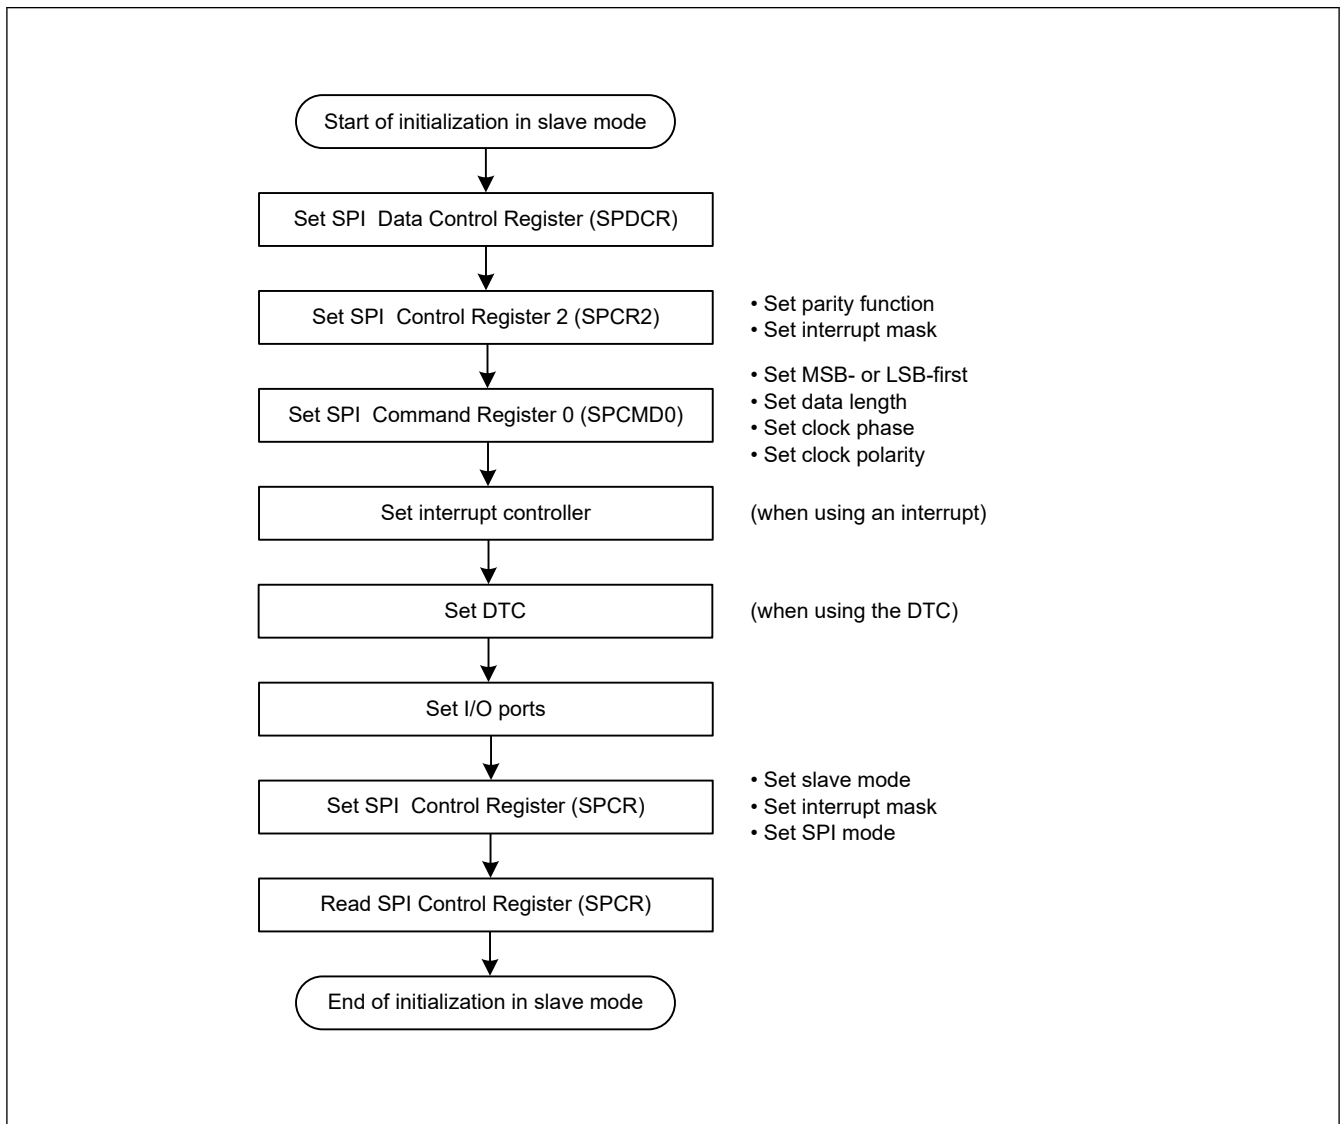 Start of initialization in slave mode
Set SPI  Data Control Register (SPDCR)
Set SPI  Control Register 2 (SPCR2)
• Set parity function
• Set interrupt mask
Set SPI  Command Register 0 (SPCMD0)
• Set MSB- or LSB-first
• Set data length
• Set clock phase
• Set clock polarity
Set interrupt controller
(when using an interrupt)
Set DTC
(when using the DTC)
Set I/O ports
Set SPI  Control Register (SPCR)
• Set slave mode
• Set interrupt mask
• Set SPI mode
Read SPI Control Register (SPCR)
End of initialization in slave mode